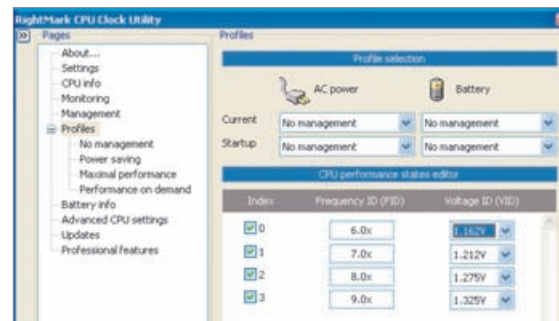 RightMark CPU Clock Utility
Pages
About...
Settings
CPU info
Monitoring
Management
Profiles
No management
Power saving
Maximal performance
Performance on demand
Battery info
Advanced CPU settings
Updates
Professional features
Profiles
Profile selection
AC power Battery
Current No management No management
Startup No management No management
CPU performance states editor
Index Frequency ID (FID) Voltage ID (VID)
0 6.0x 1.162V
1 7.0x 1.212V
2 8.0x 1.275V
3 9.0x 1.325V